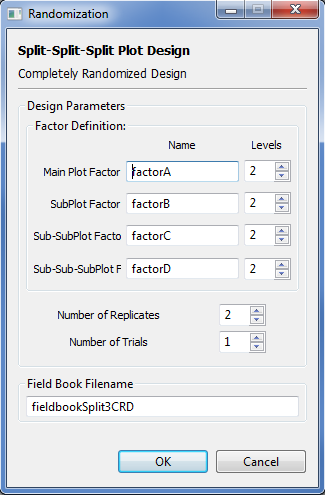 Randomization
Split-Split-Split Plot Design
Completely Randomized Design
Design Parameters
Factor Definition:
Name Levels
Main Plot Factor factorA 2
SubPlot Factor factorB 2
Sub-SubPlot Facto factorC 2
Sub-Sub-SubPlot F factorD 2
Number of Replicates 2
Number of Trials 1
Field Book Filename
fieldbookSplit3CRD
OK Cancel